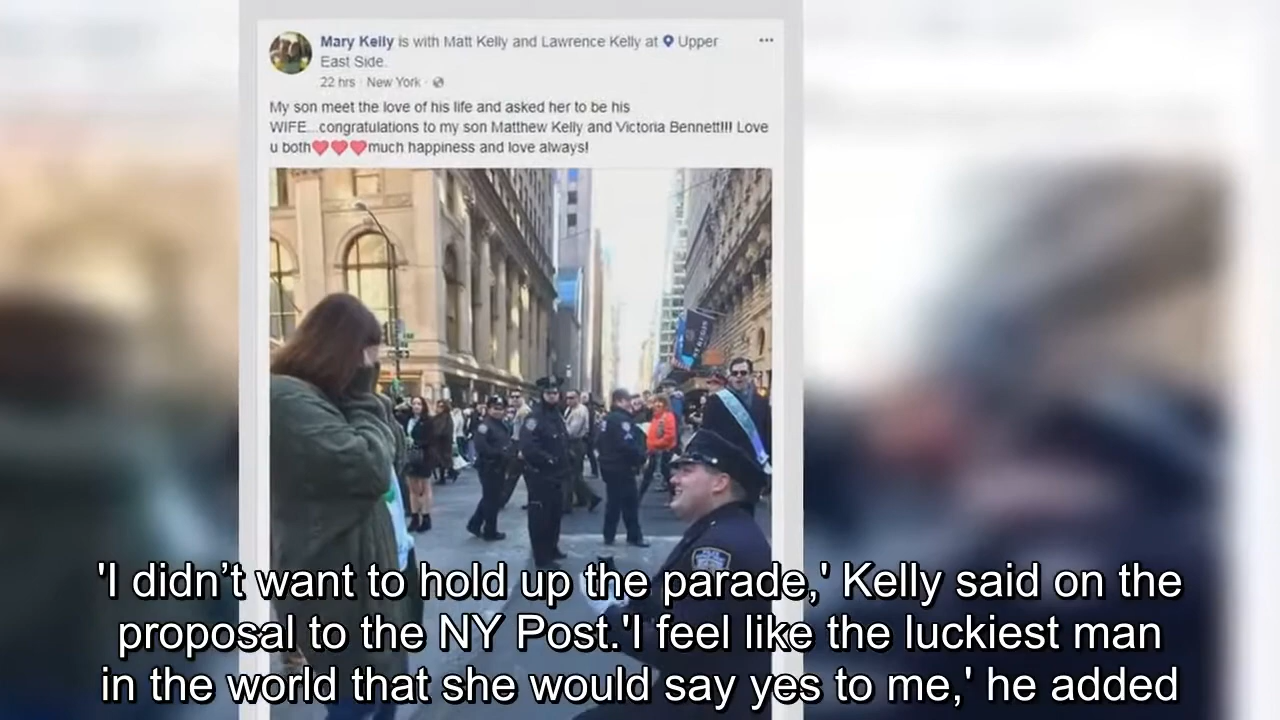 Mary Kelly is with Matt Kelly and Lawrence Kelly at Upper
East Side.
22 hrs · New York ·
My son meet the love of his life and asked her to be his
WIFE...congratulations to my son Matthew Kelly and Victoria Bennett!!! Love
u both❤❤❤much happiness and love always!
'I didn’t want to hold up the parade,' Kelly said on the
proposal to the NY Post.'I feel like the luckiest man
in the world that she would say yes to me,' he added